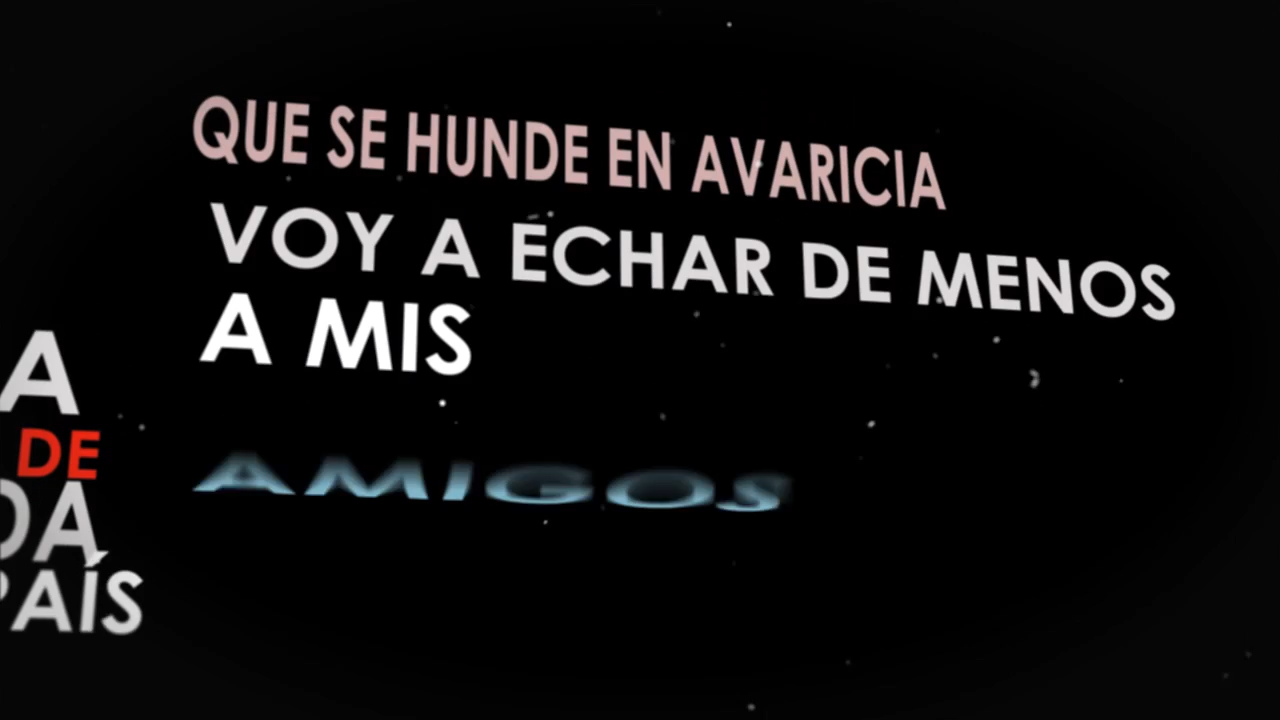 QUE SE HUNDE EN AVARICIA
VOY A ECHAR DE MENOS
A MIS
AMIGOS
A
DE
DA
PAÍS